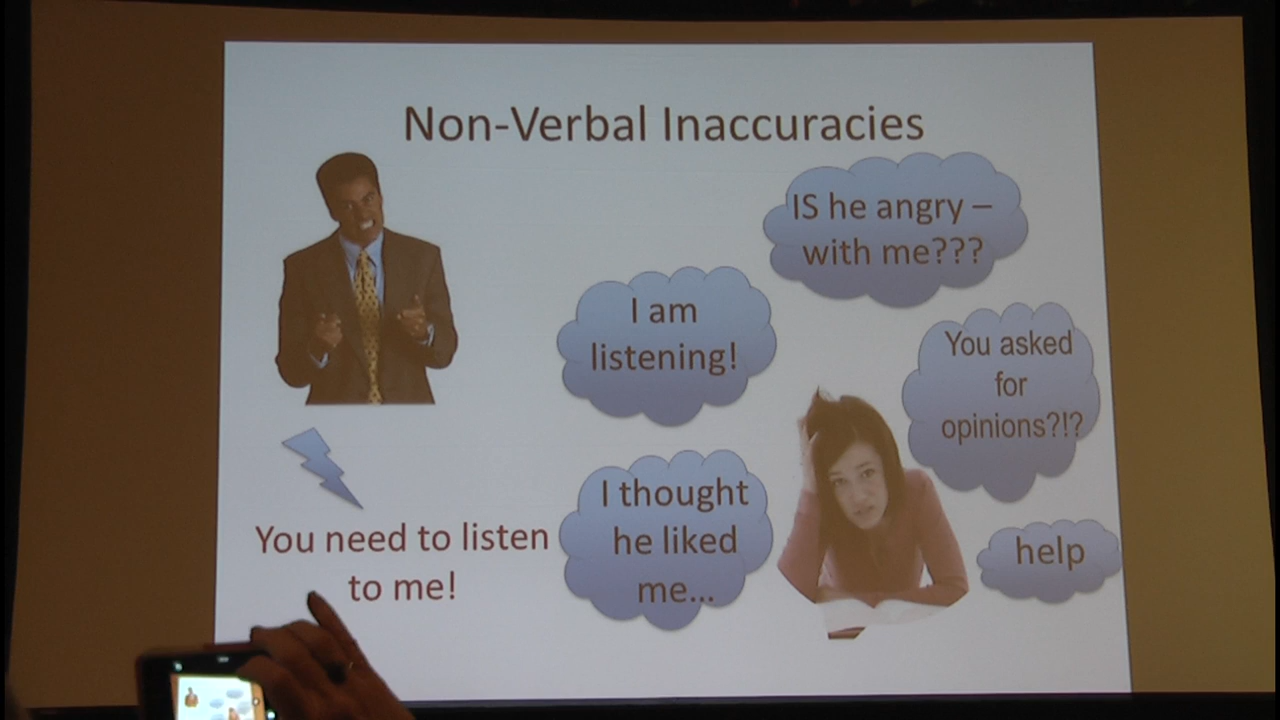 Non-Verbal Inaccuracies
IS he angry –
with me???
I am
listening!
You asked
for
opinions?!?
I thought
he liked
me...
help
You need to listen
to me!